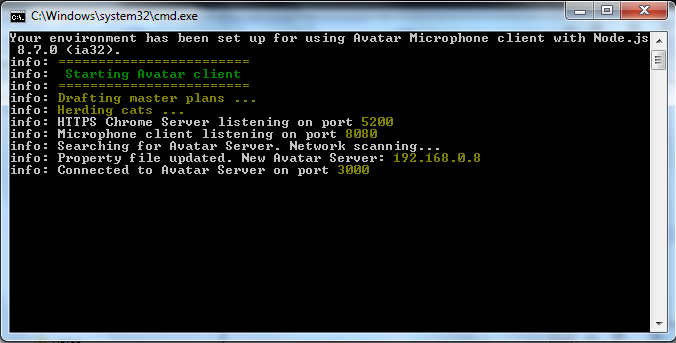 C:\Windows\system32\cmd.exe
Your environment has been set up for using Avatar Microphone client with Node.js
 8.7.0 (ia32).
info: ========================
info:  Starting Avatar client
info: ========================
info: Drafting master plans ...
info: Herding cats ...
info: HTTPS Chrome Server listening on port 5200
info: Microphone client listening on port 8080
info: Searching for Avatar Server. Network scanning...
info: Property file updated. New Avatar Server: 192.168.0.8
info: Connected to Avatar Server on port 3000